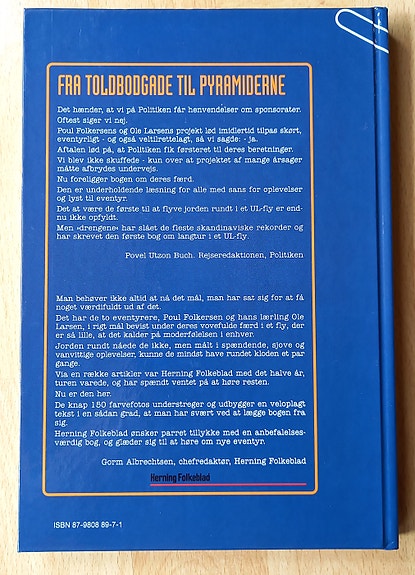 FRA TOLDBODGADE TIL PYRAMIDERNE
Det hænder, at vi på Politiken får henvendelser om sponsorater.
Oftest siger vi nej.
Poul Folkersens og Ole Larsens projekt lød imidlertid tilpas skørt,
eventyrligt - og også veltilrettelagt, så vi sagde: - ja.
Aftalen lød på, at Politiken fik førsteret til deres beretninger.
Vi blev ikke skuffede - kun over at projektet af mange årsager
måtte afbrydes undervejs.
Nu foreligger bogen om deres færd.
Den er underholdende læsning for alle med sans for oplevelser
og lyst til eventyr.
Det at være de første til at flyve jorden rundt i et UL-fly er end-
nu ikke opfyldt.
Men »drengene« har slået de fleste skandinaviske rekorder og
har skrevet den første bog om langtur i et UL-fly.
Povel Utzon Buch. Rejseredaktionen, Politiken
Man behøver ikke altid at nå det mål, man har sat sig for at få
noget værdifuldt ud af det.
Det har de to eventyrere, Poul Folkersen og hans lærling Ole
Larsen, i rigt mål bevist under deres vovefulde færd i et fly, der
er så lille, at det kalder på moderfølelsen i enhver.
Jorden rundt nåede de ikke, men målt i spændende, sjove og
vanvittige oplevelser, kunne de mindst have rundet kloden et par
gange.
Via en række artikler var Herning Folkeblad med det halve år,
turen varede, og har spændt ventet på at høre resten.
Nu er den her.
De knap 150 farvefotos understreger og udbygger en veloplagt
tekst i en sådan grad, at man har svært ved at lægge bogen fra
sig.
Herning Folkeblad ønsker parret tillykke med en anbefalelses-
værdig bog, og glæder sig til at høre om nye eventyr.
Gorm Albrechtsen, chefredaktør, Herning Folkeblad
Herning Folkeblad
ISBN 87-9808 89-7-1